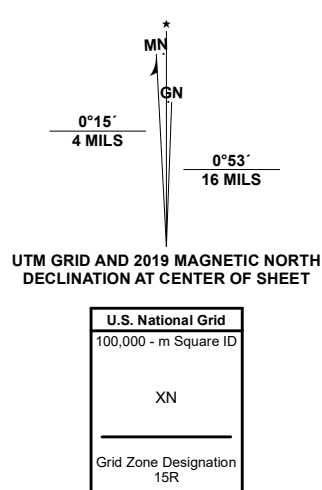 MN
GN
0°15´
4 MILS
0°53´
16 MILS
UTM GRID AND 2019 MAGNETIC NORTH
DECLINATION AT CENTER OF SHEET
U.S. National Grid
100,000 - m Square ID
XN
Grid Zone Designation
15R